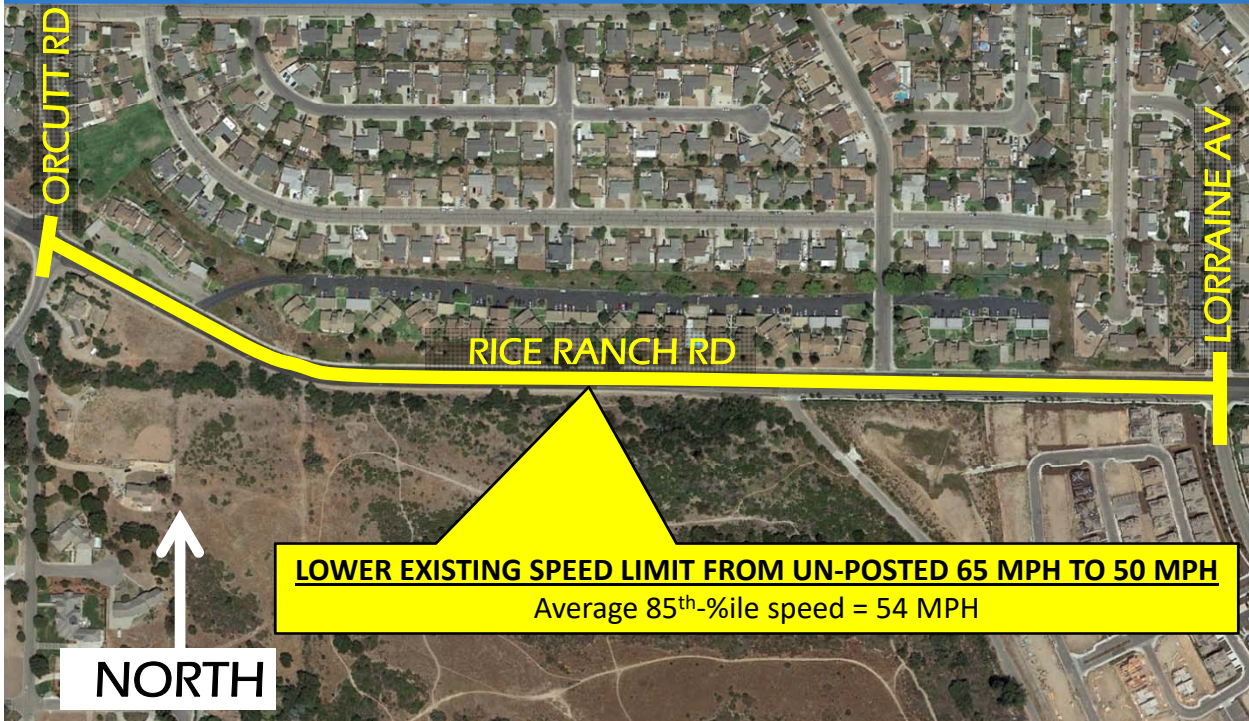 ORCUTT RD
LORRAINE AV
RICE RANCH RD
LOWER EXISTING SPEED LIMIT FROM UN-POSTED 65 MPH TO 50 MPH
Average 85th-%ile speed = 54 MPH
NORTH